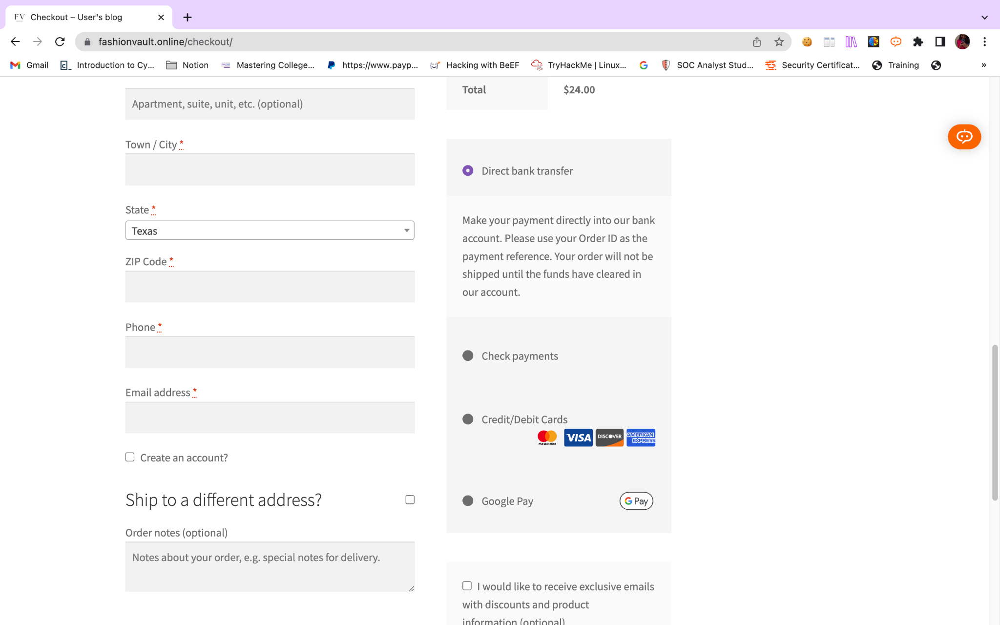 FV Checkout – User's blog
fashionvault.online/checkout/
Gmail
Introduction to Cy...
Notion
Mastering College...
https://www.payp...
Hacking with BeEF
TryHackMe | Linux...
SOC Analyst Stud...
Security Certificat...
Training
»
Total $24.00
Apartment, suite, unit, etc. (optional)
Town / City *
State *
Texas
ZIP Code *
Phone *
Email address *
Create an account?
Ship to a different address?
Order notes (optional)
Notes about your order, e.g. special notes for delivery.
Direct bank transfer
Make your payment directly into our bank
account. Please use your Order ID as the
payment reference. Your order will not be
shipped until the funds have cleared in
our account.
Check payments
Credit/Debit Cards
mastercard VISA DISCOVER AMERICAN EXPRESS
Google Pay
G Pay
I would like to receive exclusive emails
with discounts and product
information (optional)